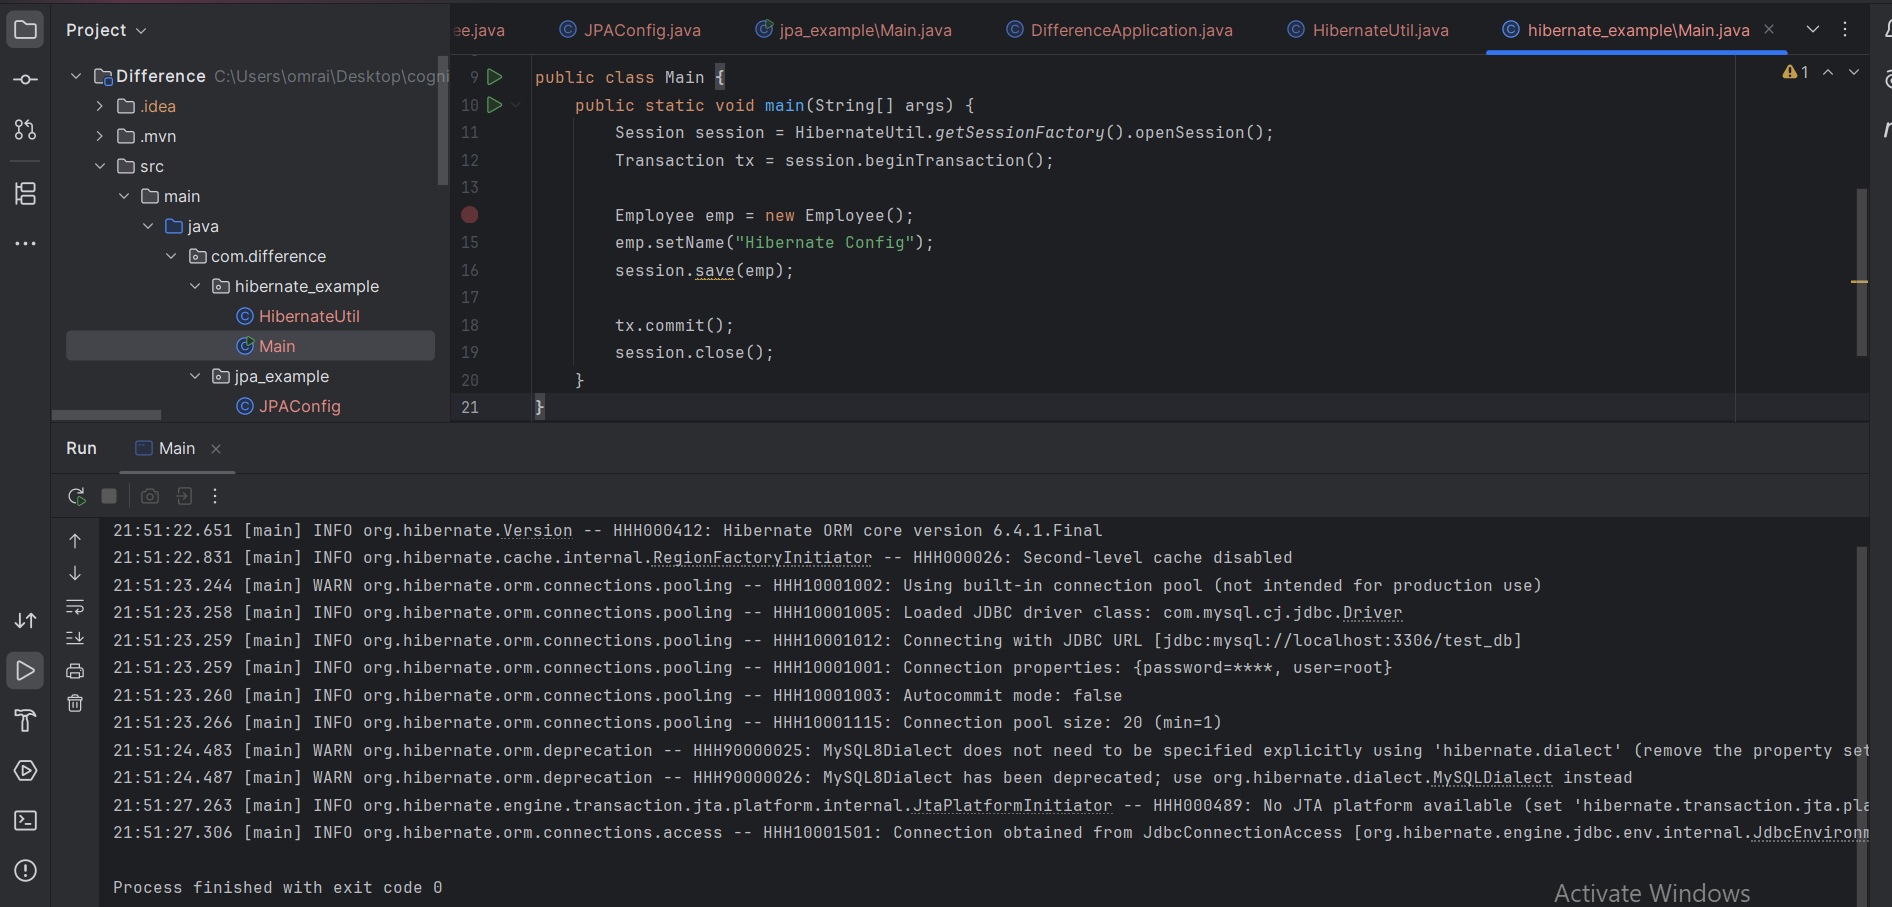 Project
ee.java
JPAConfig.java
jpa_example\Main.java
DifferenceApplication.java
HibernateUtil.java
hibernate_example\Main.java
Difference C:\Users\omrai\Desktop\cogni
.idea
.mvn
src
main
java
com.difference
hibernate_example
HibernateUtil
Main
jpa_example
JPAConfig
1
9 public class Main {
10 public static void main(String[] args) {
11 Session session = HibernateUtil.getSessionFactory().openSession();
12 Transaction tx = session.beginTransaction();
13
Employee emp = new Employee();
15 emp.setName("Hibernate Config");
16 session.save(emp);
17
18 tx.commit();
19 session.close();
20 }
21 }
Run Main
21:51:22.651 [main] INFO org.hibernate.Version -- HHH000412: Hibernate ORM core version 6.4.1.Final
21:51:22.831 [main] INFO org.hibernate.cache.internal.RegionFactoryInitiator -- HHH000026: Second-level cache disabled
21:51:23.244 [main] WARN org.hibernate.orm.connections.pooling -- HHH10001002: Using built-in connection pool (not intended for production use)
21:51:23.258 [main] INFO org.hibernate.orm.connections.pooling -- HHH10001005: Loaded JDBC driver class: com.mysql.cj.jdbc.Driver
21:51:23.259 [main] INFO org.hibernate.orm.connections.pooling -- HHH10001012: Connecting with JDBC URL [jdbc:mysql://localhost:3306/test_db]
21:51:23.259 [main] INFO org.hibernate.orm.connections.pooling -- HHH10001001: Connection properties: {password=****, user=root}
21:51:23.260 [main] INFO org.hibernate.orm.connections.pooling -- HHH10001003: Autocommit mode: false
21:51:23.266 [main] INFO org.hibernate.orm.connections.pooling -- HHH10001115: Connection pool size: 20 (min=1)
21:51:24.483 [main] WARN org.hibernate.orm.deprecation -- HHH90000025: MySQL8Dialect does not need to be specified explicitly using 'hibernate.dialect' (remove the property set
21:51:24.487 [main] WARN org.hibernate.orm.deprecation -- HHH90000026: MySQL8Dialect has been deprecated; use org.hibernate.dialect.MySQLDialect instead
21:51:27.263 [main] INFO org.hibernate.engine.transaction.jta.platform.internal.JtaPlatformInitiator -- HHH000489: No JTA platform available (set 'hibernate.transaction.jta.pla
21:51:27.306 [main] INFO org.hibernate.orm.connections.access -- HHH10001501: Connection obtained from JdbcConnectionAccess [org.hibernate.engine.jdbc.env.internal.JdbcEnvironm
Process finished with exit code 0
Activate Windows